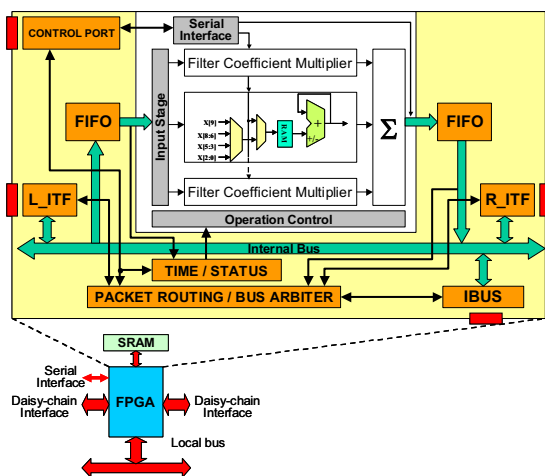 CONTROL PORT
Serial
Interface
Filter Coefficient Multiplier
Input Stage
FIFO
X[9]
X[8:6]
X[5:3]
X[2:0]
RAM
+
+/-
Σ
FIFO
Filter Coefficient Multiplier
L_ITF
R_ITF
Operation Control
Internal Bus
TIME / STATUS
PACKET ROUTING / BUS ARBITER
IBUS
SRAM
Serial
Interface
FPGA
Daisy-chain
Interface
Daisy-chain
Interface
Local bus